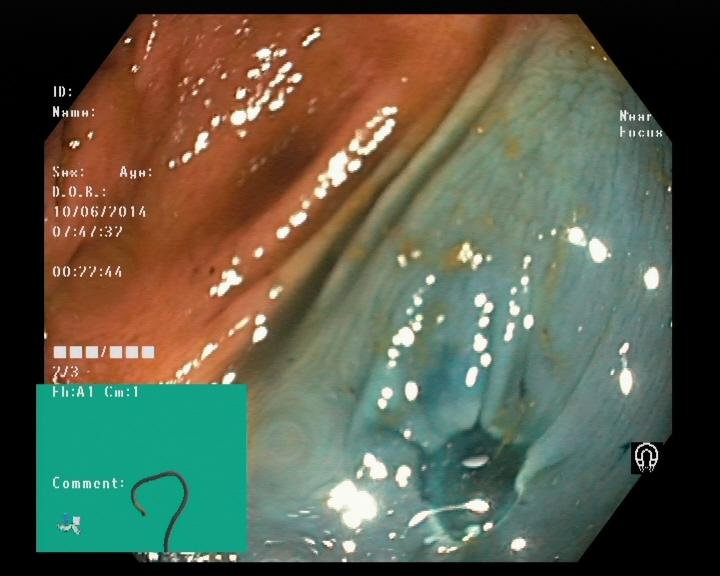 ID:
Name:
Near
Focus
Sex: Age:
D.O.B.:
10/06/2014
07:47:32
00:22:44
■■■/■■■
2/3
Eh:A1 Cm:1
Comment: